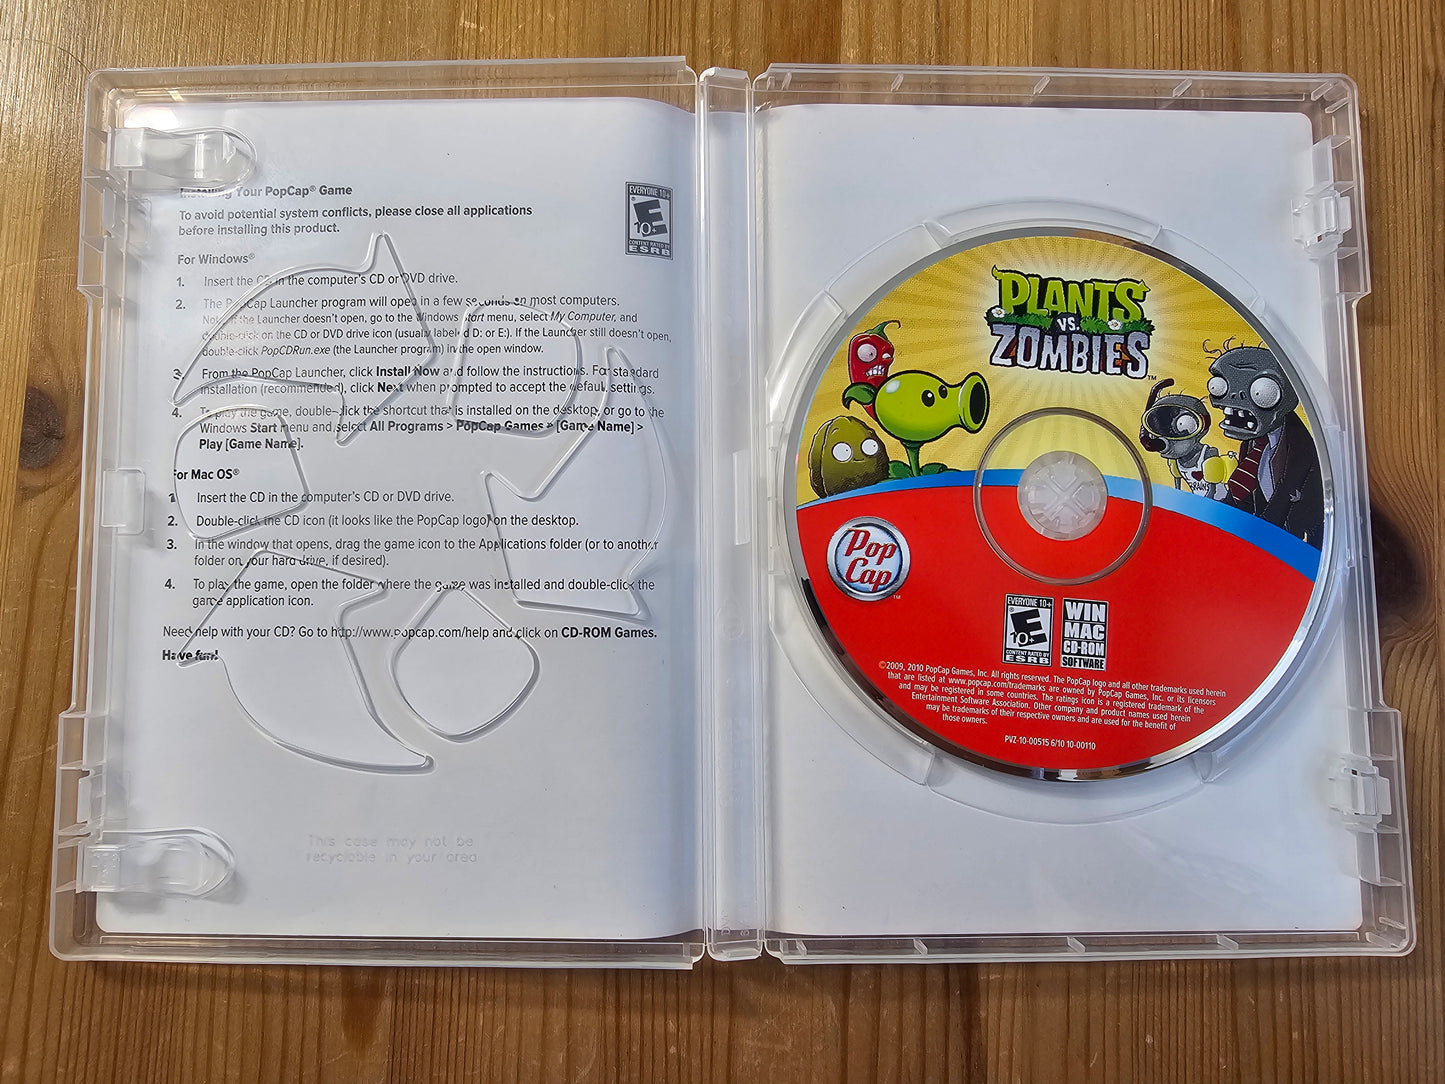 Installing Your PopCap® Game
To avoid potential system conflicts, please close all applications
before installing this product.
For Windows®
1. Insert the CD in the computer's CD or DVD drive.
2. The PopCap Launcher program will open in a few seconds on most computers.
Note: If the Launcher doesn't open, go to the Windows Start menu, select My Computer, and
double-click on the CD or DVD drive icon (usually labeled D: or E:). If the Launcher still doesn't open,
double-click PopCDRun.exe (the Launcher program) in the open window.
3. From the PopCap Launcher, click Install Now and follow the instructions. For standard
installation (recommended), click Next when prompted to accept the default settings.
4. To play the game, double-click the shortcut that is installed on the desktop, or go to the
Windows Start menu and select All Programs > PopCap Games > [Game Name] >
Play [Game Name].
For Mac OS®
1. Insert the CD in the computer's CD or DVD drive.
2. Double-click the CD icon (it looks like the PopCap logo) on the desktop.
3. In the window that opens, drag the game icon to the Applications folder (or to another
folder on your hard drive, if desired).
4. To play the game, open the folder where the game was installed and double-click the
game application icon.
Need help with your CD? Go to http://www.popcap.com/help and click on CD-ROM Games.
Have fun!
EVERYONE 10+
E
10+
CONTENT RATED BY
ESRB
This case may not be
recyclable in your area
PLANTS
VS.
ZOMBIES™
I ♥
BRAINS
Pop
Cap™
EVERYONE 10+
E
10+
CONTENT RATED BY
ESRB
WIN
MAC
CD-ROM
SOFTWARE
©2009, 2010 PopCap Games, Inc. All rights reserved. The PopCap logo and all other trademarks used herein
that are listed at www.popcap.com/trademarks are owned by PopCap Games, Inc. or its licensors
and may be registered in some countries. The ratings icon is a registered trademark of the
Entertainment Software Association. Other company and product names used herein
may be trademarks of their respective owners and are used for the benefit of
those owners.
PVZ-10-00515 6/10 10-00110